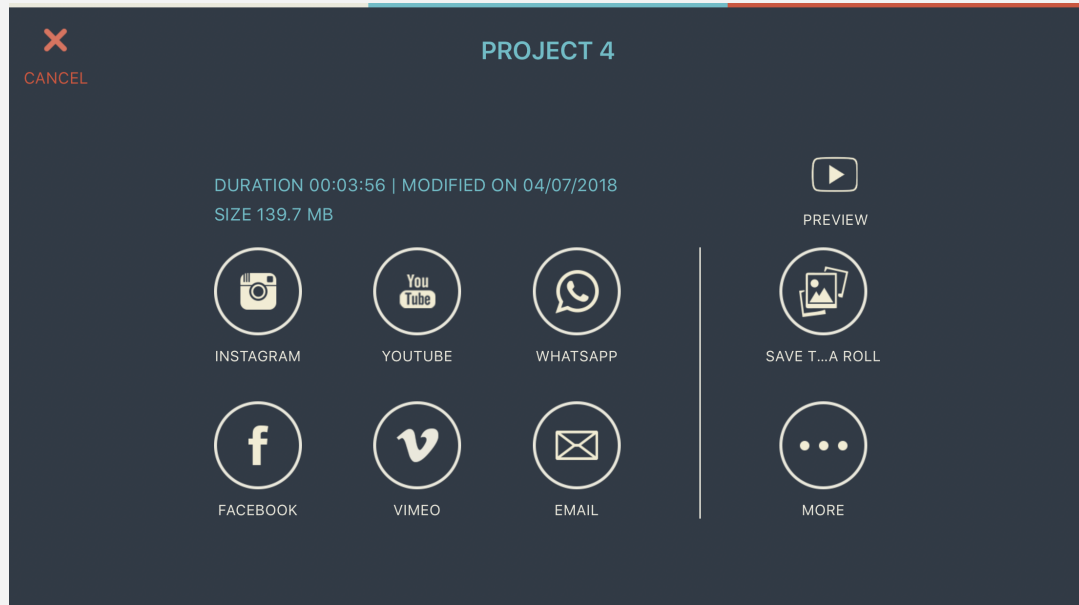 PROJECT 4
CANCEL
DURATION 00:03:56 | MODIFIED ON 04/07/2018
SIZE 139.7 MB
PREVIEW
You
Tube
INSTAGRAM
YOUTUBE
WHATSAPP
SAVE T...A ROLL
f
FACEBOOK
VIMEO
EMAIL
MORE